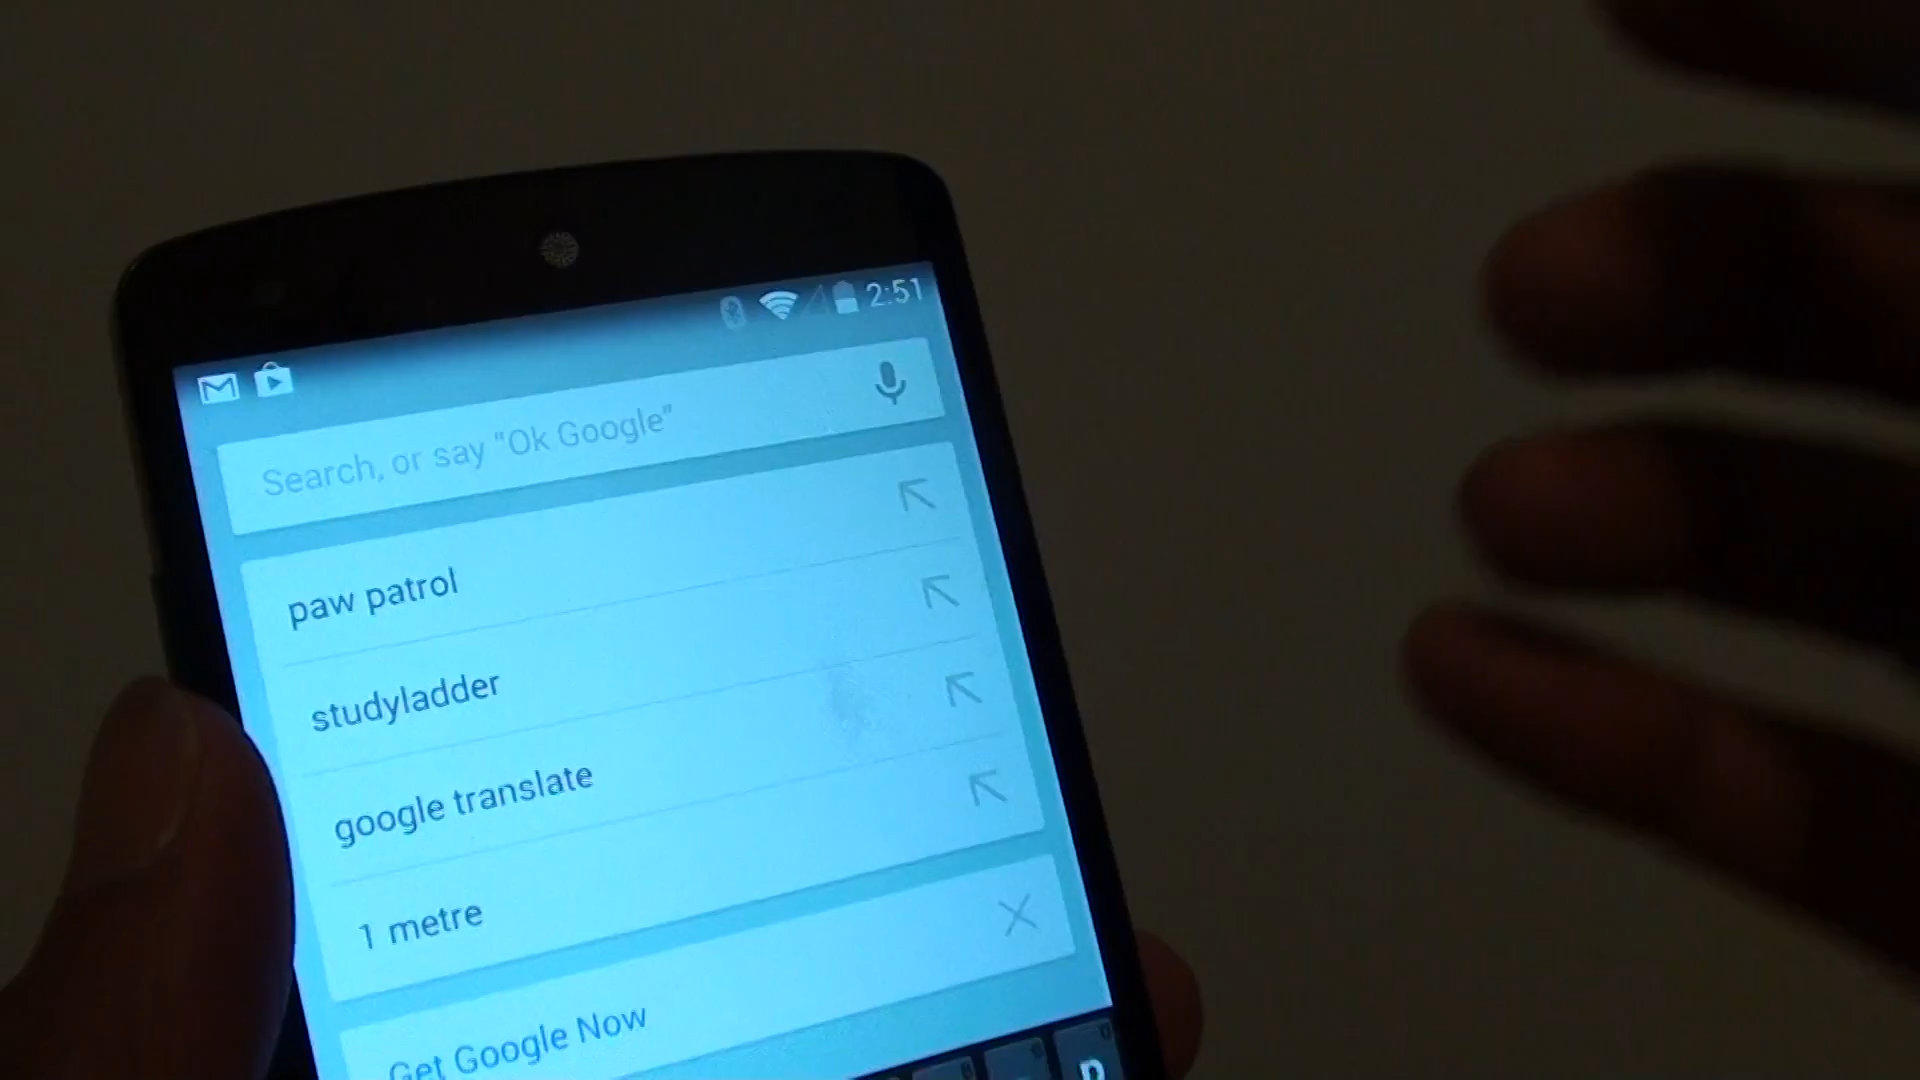 2:51
Search, or say "Ok Google"
paw patrol
studyladder
google translate
1 metre
Get Google Now